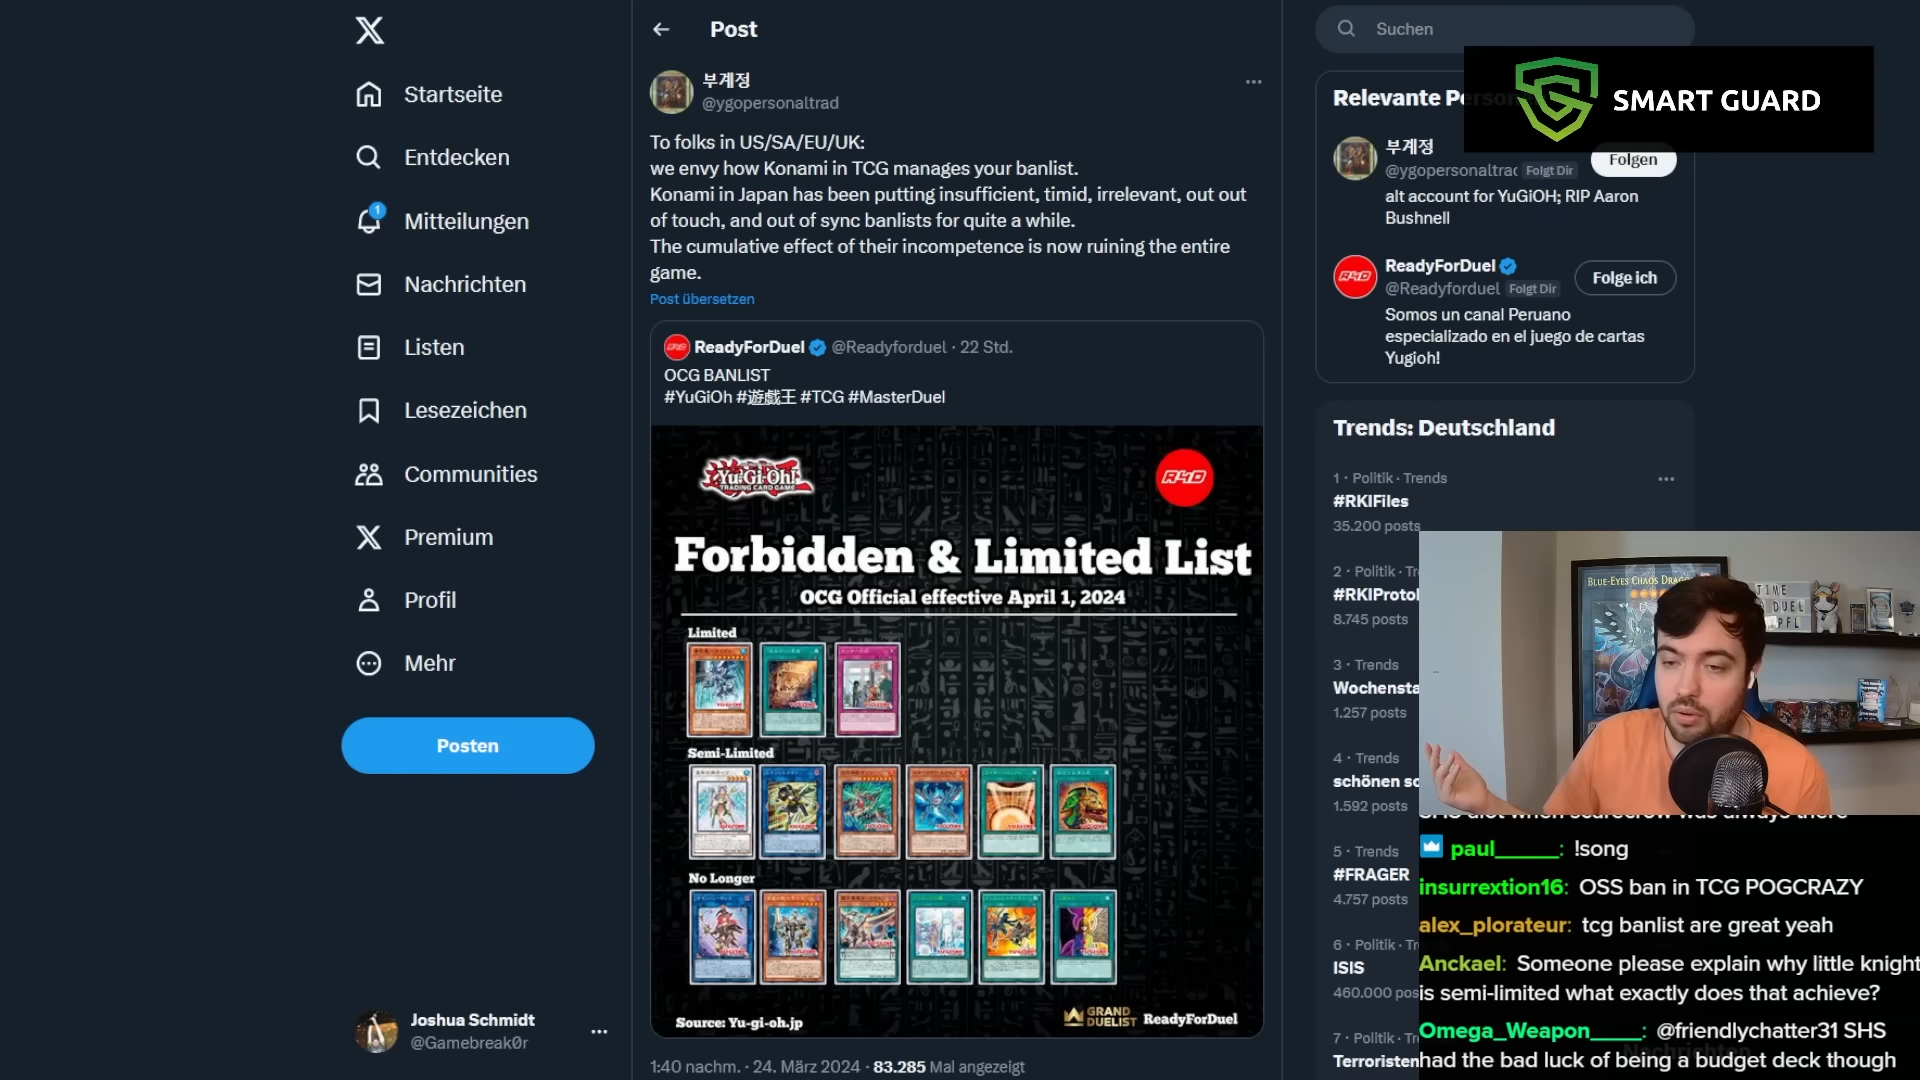 Startseite
Entdecken
1
Mitteilungen
Nachrichten
Listen
Lesezeichen
Communities
Premium
Profil
Mehr
Posten
Joshua Schmidt
@Gamebreak0r
Post
부계정
@ygopersonaltrad
To folks in US/SA/EU/UK:
we envy how Konami in TCG manages your banlist.
Konami in Japan has been putting insufficient, timid, irrelevant, out out
of touch, and out of sync banlists for quite a while.
The cumulative effect of their incompetence is now ruining the entire
game.
Post übersetzen
ReadyForDuel @Readyforduel · 22 Std.
OCG BANLIST
#YuGiOh #遊戯王 #TCG #MasterDuel
Yu-Gi-Oh!
TRADING CARD GAME
R4D
Forbidden & Limited List
OCG Official effective April 1, 2024
Limited
Semi-Limited
No Longer
Source: Yu-gi-oh.jp
GRAND
DUELIST
ReadyForDuel
1:40 nachm. · 24. März 2024 · 83.285 Mal angezeigt
Suchen
SMART GUARD
Relevante
부계정
@ygopersonaltrad Folgt Dir
Folgen
alt account for YuGiOH; RIP Aaron
Bushnell
R4D
ReadyForDuel
@Readyforduel Folgt Dir
Folge ich
Somos un canal Peruano
especializado en el juego de cartas
Yugioh!
Trends: Deutschland
1 · Politik · Trends
#RKIFiles
35.200 posts
2 · Politik ·
8.745 posts
3 · Trends
1.257 posts
4 · Trends
schönen
1.592 posts
5 · Trends
#FRAGER
4.757 posts
6 · Politik ·
ISIS
460.000
7 · Politik ·
Terroristen
BLUE-EYES CHAOS
TIME
DUEL
paul_____: !song
insurrextion16: OSS ban in TCG POGCRAZY
alex_plorateur: tcg banlist are great yeah
Anckael: Someone please explain why little knight
is semi-limited what exactly does that achieve?
Omega_Weapon____: @friendlychatter31 SHS
had the bad luck of being a budget deck though